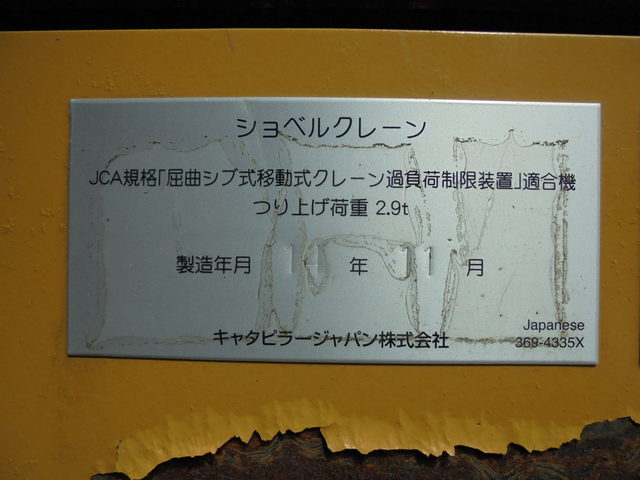 ショベルクレーン
JCA規格「屈曲ジブ式移動式クレーン過負荷制限装置」適合機
つり上げ荷重 2.9t
製造年月 14 年 11 月
キャタピラージャパン株式会社
Japanese
369-4335X